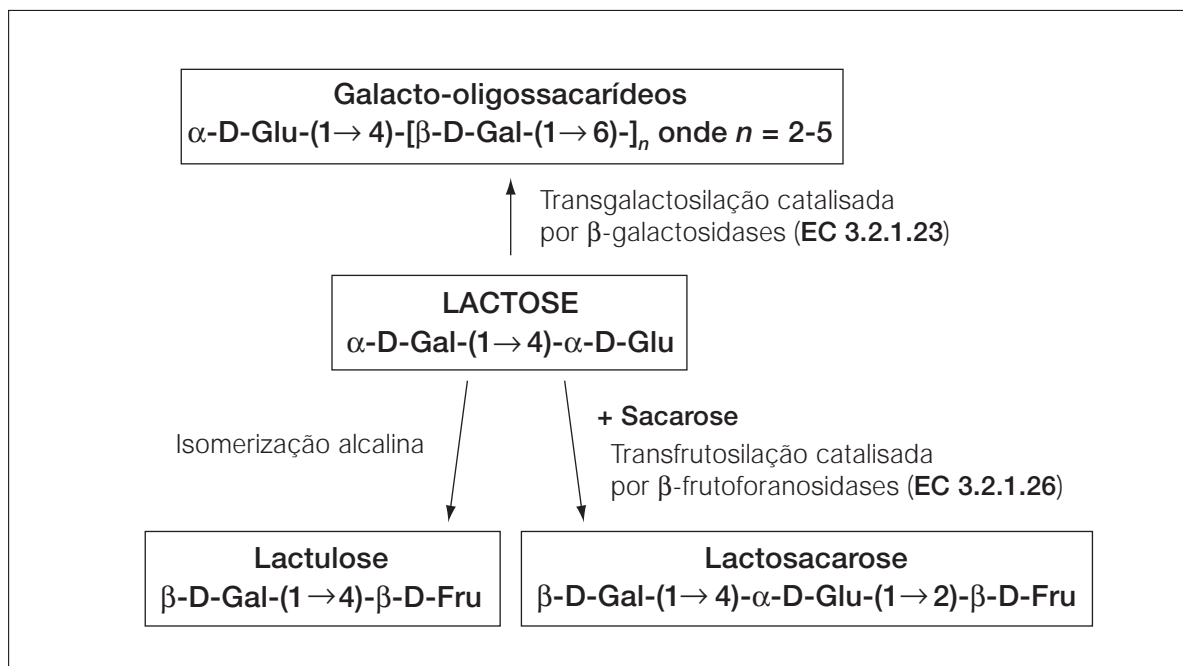 Galacto-oligossacarídeos
α-D-Glu-(1→ 4)-[β-D-Gal-(1→ 6)-]n onde n = 2-5
Transgalactosilação catalisada
por β-galactosidases (EC 3.2.1.23)
LACTOSE
α-D-Gal-(1→ 4)-α-D-Glu
Isomerização alcalina
+ Sacarose
Transfrutosilação catalisada
por β-frutoforanosidases (EC 3.2.1.26)
Lactulose
β-D-Gal-(1→4)-β-D-Fru
Lactosacarose
β-D-Gal-(1→ 4)-α-D-Glu-(1→ 2)-β-D-Fru